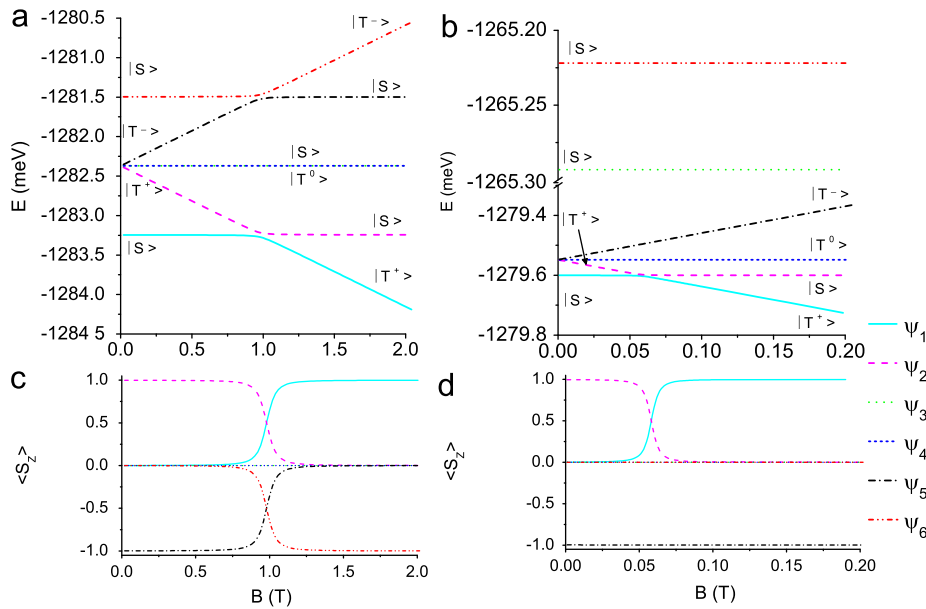 a
E (meV)
-1280.5
-1281.0
-1281.5
-1282.0
-1282.5
-1283.0
-1283.5
-1284.0
-1284.5
0.0
0.5
1.0
1.5
2.0
|T⁻>
|S>
|S>
|T⁻>
|S>
|T⁰>
|T⁺>
|S>
|S>
|T⁺>
b
E (meV)
-1265.20
-1265.25
-1265.30
-1279.4
-1279.6
-1279.8
0.00
0.05
0.10
0.15
0.20
|S>
|S>
|T⁻>
|T⁺>
|T⁰>
|S>
|S>
|T⁺>
c
<S_Z>
1.0
0.5
0.0
-0.5
-1.0
0.0
0.5
1.0
1.5
2.0
B (T)
d
<S_Z>
1.0
0.5
0.0
-0.5
-1.0
0.00
0.05
0.10
0.15
0.20
B (T)
ψ₁
ψ₂
ψ₃
ψ₄
ψ₅
ψ₆